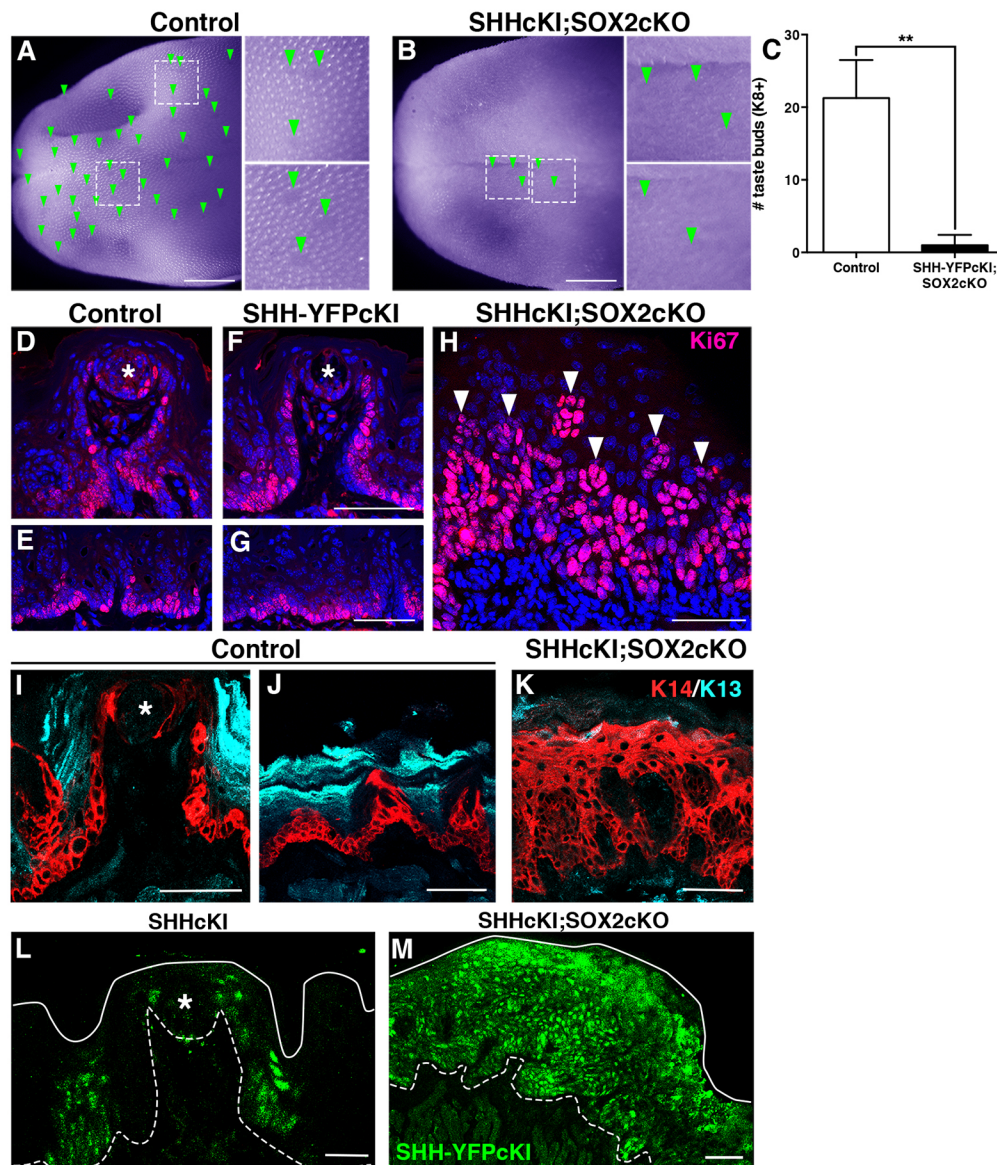 Control
SHHcKI;SOX2cKO
A
B
C
30
**
20
10
0
# taste buds (K8+)
Control
SHH-YFPcKI;
SOX2cKO
Control
SHH-YFPcKI
SHHcKI;SOX2cKO
D
*
F
*
H
Ki67
E
G
Control
SHHcKI;SOX2cKO
I
*
J
K
K14/K13
SHHcKI
SHHcKI;SOX2cKO
L
*
M
SHH-YFPcKI